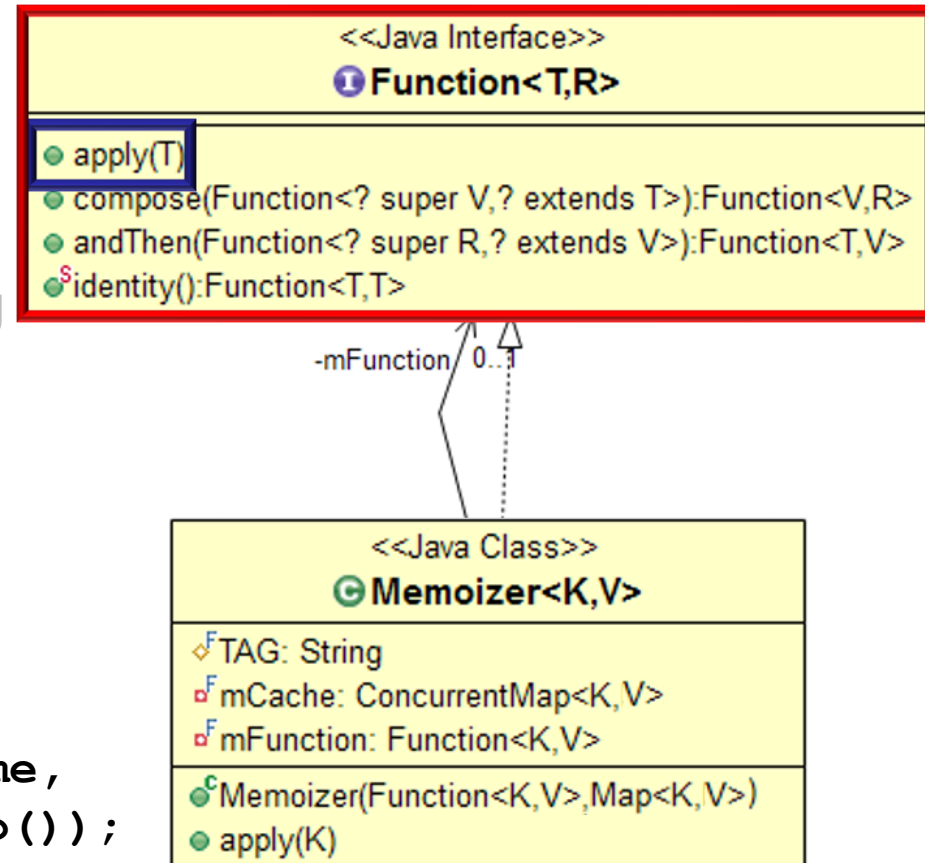 <<Java Interface>>
Function<T,R>
apply(T)
compose(Function<? super V,? extends T>):Function<V,R>
andThen(Function<? super R,? extends V>):Function<T,V>
identity():Function<T,T>
-mFunction 0..1
<<Java Class>>
Memoizer<K,V>
TAG: String
mCache: ConcurrentMap<K,V>
mFunction: Function<K,V>
Memoizer(Function<K,V>,Map<K,V>)
apply(K)
());